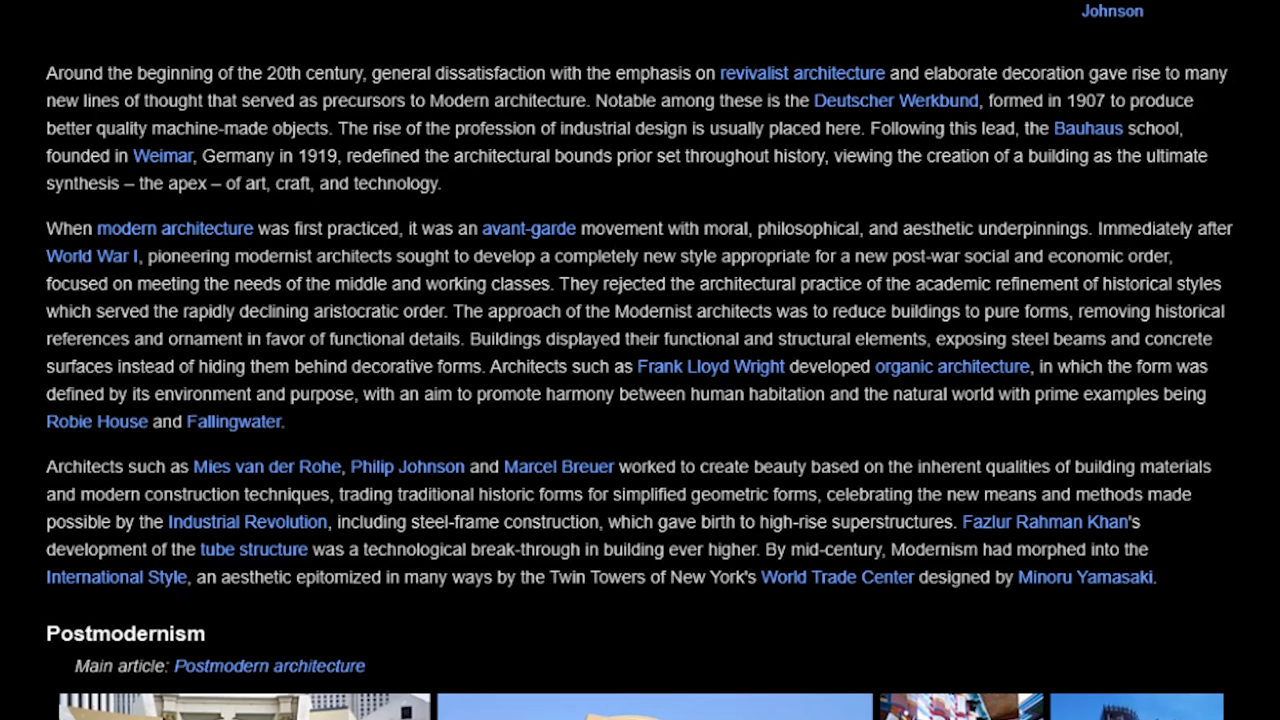 Johnson
Around the beginning of the 20th century, general dissatisfaction with the emphasis on revivalist architecture and elaborate decoration gave rise to many
new lines of thought that served as precursors to Modern architecture. Notable among these is the Deutscher Werkbund, formed in 1907 to produce
better quality machine-made objects. The rise of the profession of industrial design is usually placed here. Following this lead, the Bauhaus school,
founded in Weimar, Germany in 1919, redefined the architectural bounds prior set throughout history, viewing the creation of a building as the ultimate
synthesis – the apex – of art, craft, and technology.
When modern architecture was first practiced, it was an avant-garde movement with moral, philosophical, and aesthetic underpinnings. Immediately after
World War I, pioneering modernist architects sought to develop a completely new style appropriate for a new post-war social and economic order,
focused on meeting the needs of the middle and working classes. They rejected the architectural practice of the academic refinement of historical styles
which served the rapidly declining aristocratic order. The approach of the Modernist architects was to reduce buildings to pure forms, removing historical
references and ornament in favor of functional details. Buildings displayed their functional and structural elements, exposing steel beams and concrete
surfaces instead of hiding them behind decorative forms. Architects such as Frank Lloyd Wright developed organic architecture, in which the form was
defined by its environment and purpose, with an aim to promote harmony between human habitation and the natural world with prime examples being
Robie House and Fallingwater.
Architects such as Mies van der Rohe, Philip Johnson and Marcel Breuer worked to create beauty based on the inherent qualities of building materials
and modern construction techniques, trading traditional historic forms for simplified geometric forms, celebrating the new means and methods made
possible by the Industrial Revolution, including steel-frame construction, which gave birth to high-rise superstructures. Fazlur Rahman Khan's
development of the tube structure was a technological break-through in building ever higher. By mid-century, Modernism had morphed into the
International Style, an aesthetic epitomized in many ways by the Twin Towers of New York's World Trade Center designed by Minoru Yamasaki.
Postmodernism
Main article: Postmodern architecture